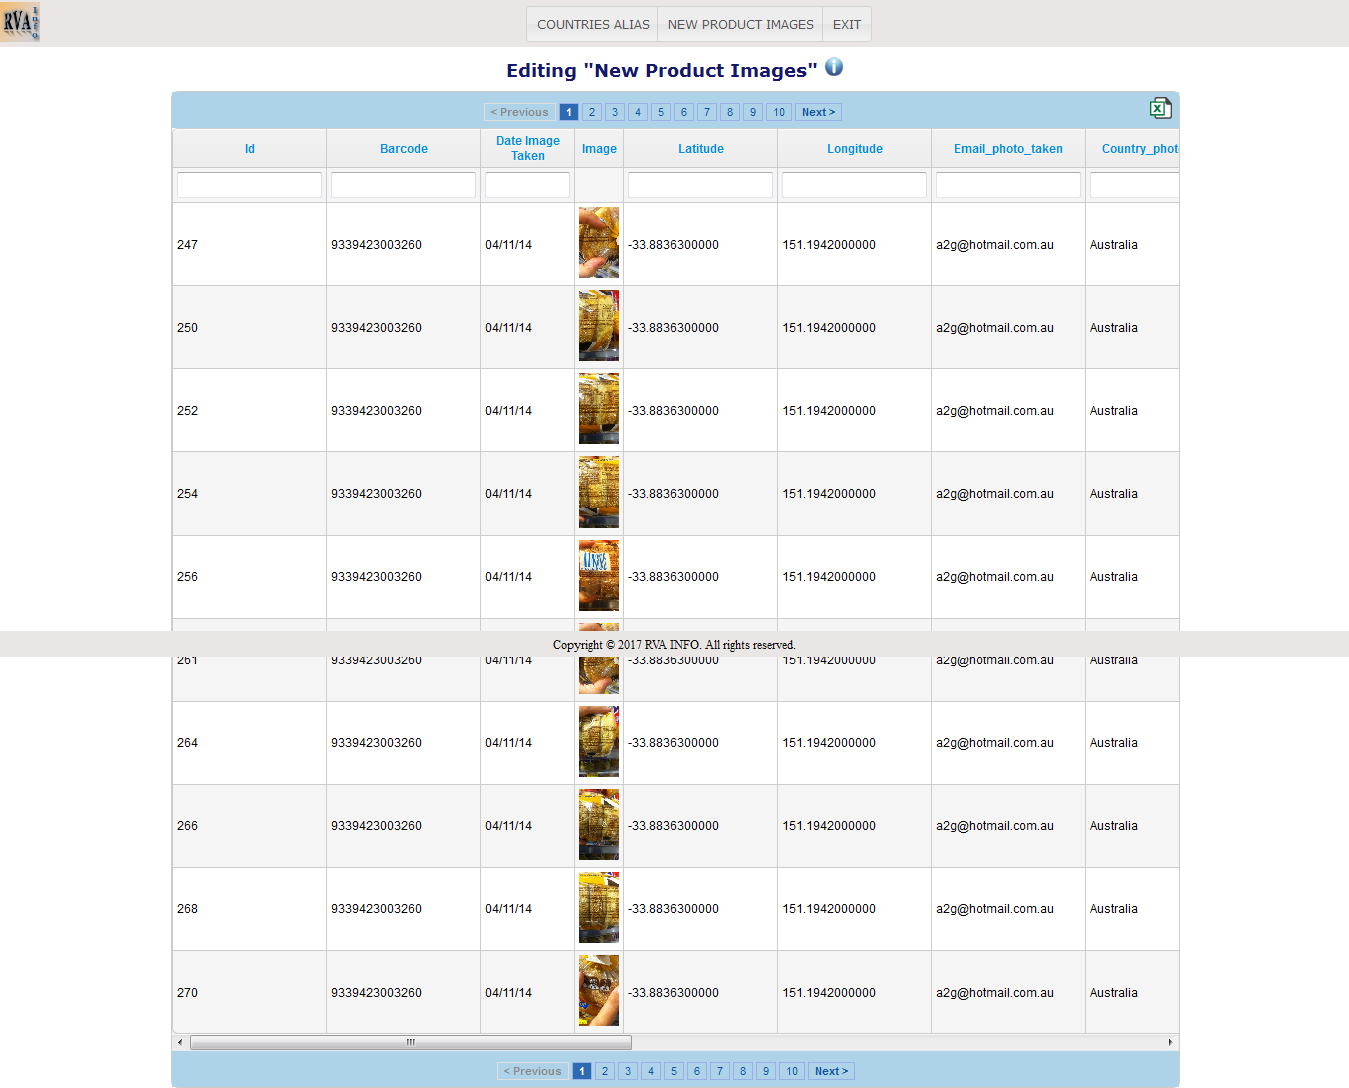 RVA Info
COUNTRIES ALIAS NEW PRODUCT IMAGES EXIT
Editing "New Product Images"
< Previous 1 2 3 4 5 6 7 8 9 10 Next >
Id Barcode Date Image Taken Image Latitude Longitude Email_photo_taken Country_phot
247 9339423003260 04/11/14 -33.8836300000 151.1942000000 a2g@hotmail.com.au Australia
250 9339423003260 04/11/14 -33.8836300000 151.1942000000 a2g@hotmail.com.au Australia
252 9339423003260 04/11/14 -33.8836300000 151.1942000000 a2g@hotmail.com.au Australia
254 9339423003260 04/11/14 -33.8836300000 151.1942000000 a2g@hotmail.com.au Australia
256 9339423003260 04/11/14 -33.8836300000 151.1942000000 a2g@hotmail.com.au Australia
Copyright © 2017 RVA INFO. All rights reserved.
261 9339423003260 04/11/14 -33.8836300000 151.1942000000 a2g@hotmail.com.au Australia
264 9339423003260 04/11/14 -33.8836300000 151.1942000000 a2g@hotmail.com.au Australia
266 9339423003260 04/11/14 -33.8836300000 151.1942000000 a2g@hotmail.com.au Australia
268 9339423003260 04/11/14 -33.8836300000 151.1942000000 a2g@hotmail.com.au Australia
270 9339423003260 04/11/14 -33.8836300000 151.1942000000 a2g@hotmail.com.au Australia
< Previous 1 2 3 4 5 6 7 8 9 10 Next >